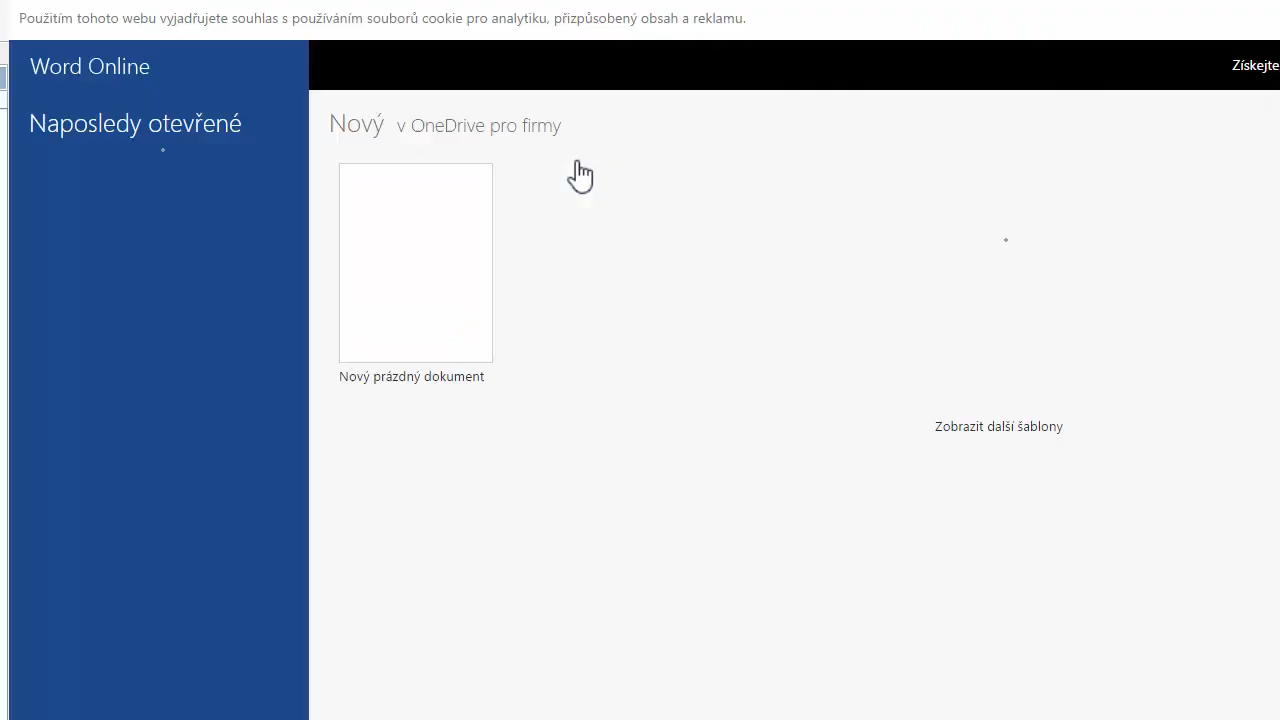 Použitím tohoto webu vyjadřujete souhlas s používáním souborů cookie pro analytiku, přizpůsobený obsah a reklamu.
Word Online
Získejte
Naposledy otevřené
Nový v OneDrive pro firmy
Nový prázdný dokument
Zobrazit další šablony